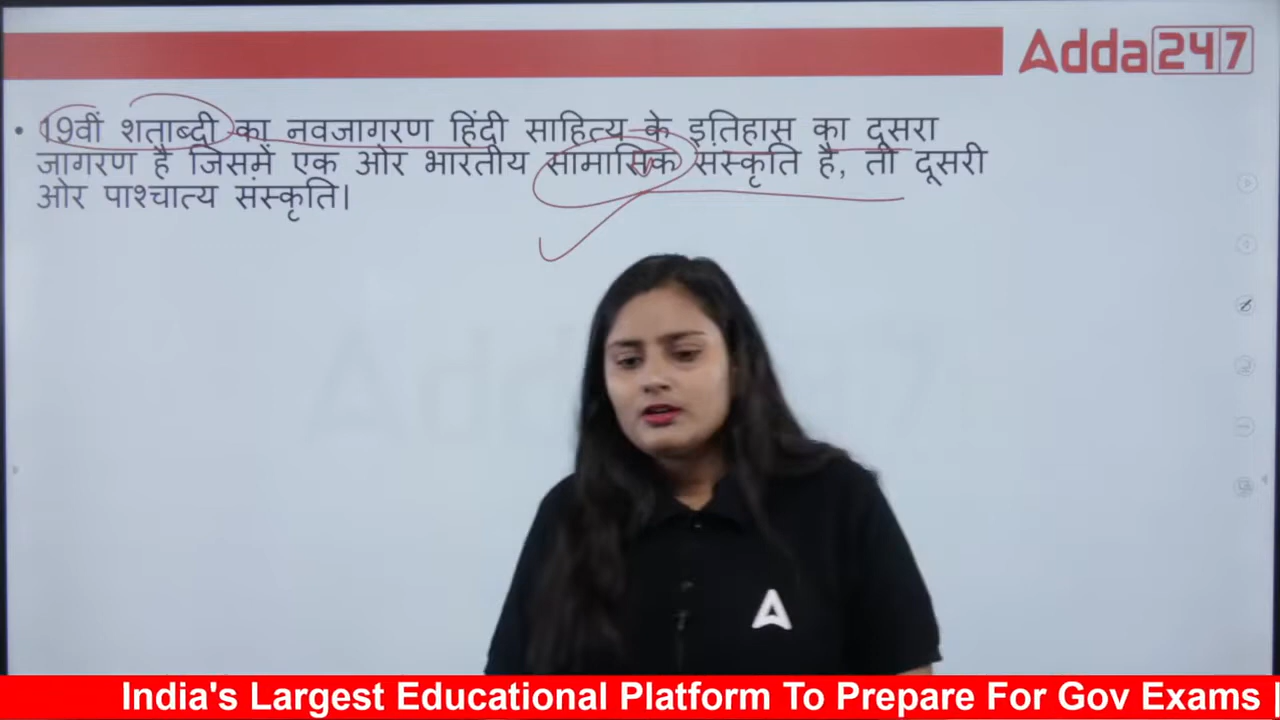 Adda247
• 19वीं शताब्दी का नवजागरण हिंदी साहित्य के इतिहास का दूसरा
जागरण है जिसमें एक ओर भारतीय सामासिक संस्कृति है, तो दूसरी
ओर पाश्चात्य संस्कृति।
India's Largest Educational Platform To Prepare For Gov Exams |